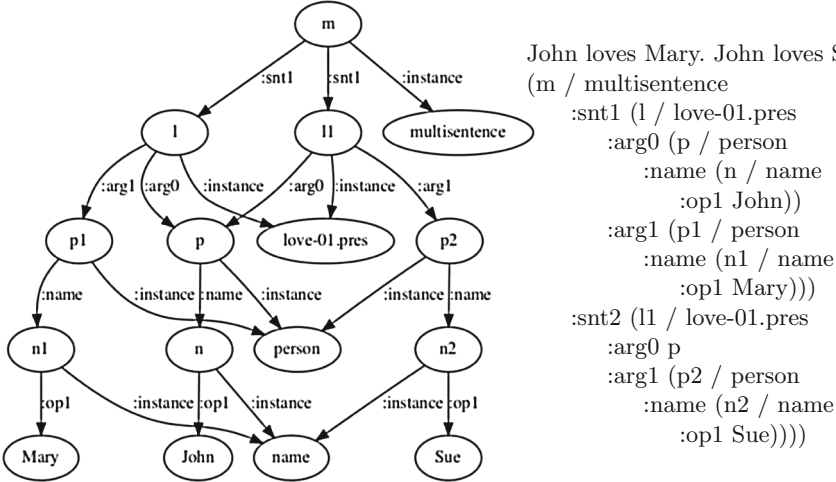 m
:snt1 :snt1 :instance
l l1 multisentence
:arg1 :arg0 :instance :arg0 :instance :arg1
p1 p love-01.pres p2
:name :instance :name :instance :instance :name
n1 n person n2
:op1 :instance :op1 :instance :instance :op1
Mary John name Sue
John loves Mary. John loves
(m / multisentence
:snt1 (l / love-01.pres
:arg0 (p / person
:name (n / name
:op1 John))
:arg1 (p1 / person
:name (n1 / name
:op1 Mary)))
:snt2 (l1 / love-01.pres
:arg0 p
:arg1 (p2 / person
:name (n2 / name
:op1 Sue))))